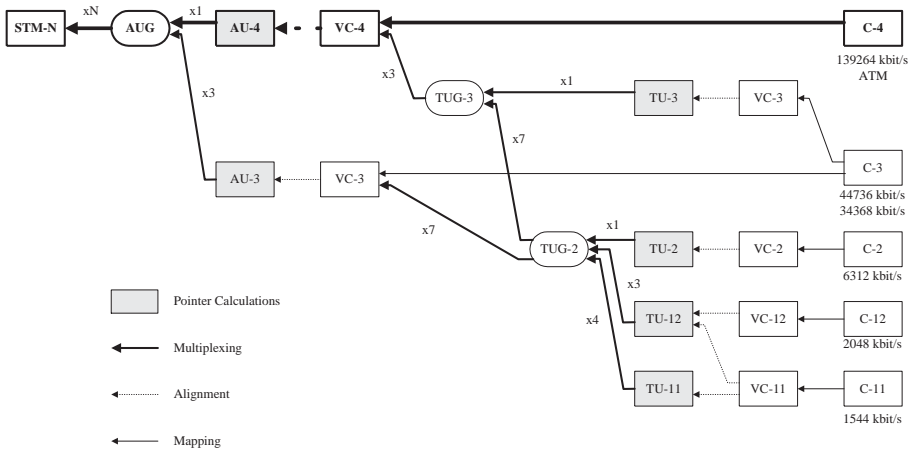 xN
x1
STM-N
AUG
AU-4
VC-4
C-4
139264 kbit/s
ATM
x3
x3
x1
TUG-3
TU-3
VC-3
x7
C-3
AU-3
VC-3
44736 kbit/s
34368 kbit/s
x7
x1
TUG-2
TU-2
VC-2
C-2
6312 kbit/s
x3
Pointer Calculations
x4
TU-12
VC-12
C-12
2048 kbit/s
Multiplexing
TU-11
VC-11
C-11
Alignment
1544 kbit/s
Mapping